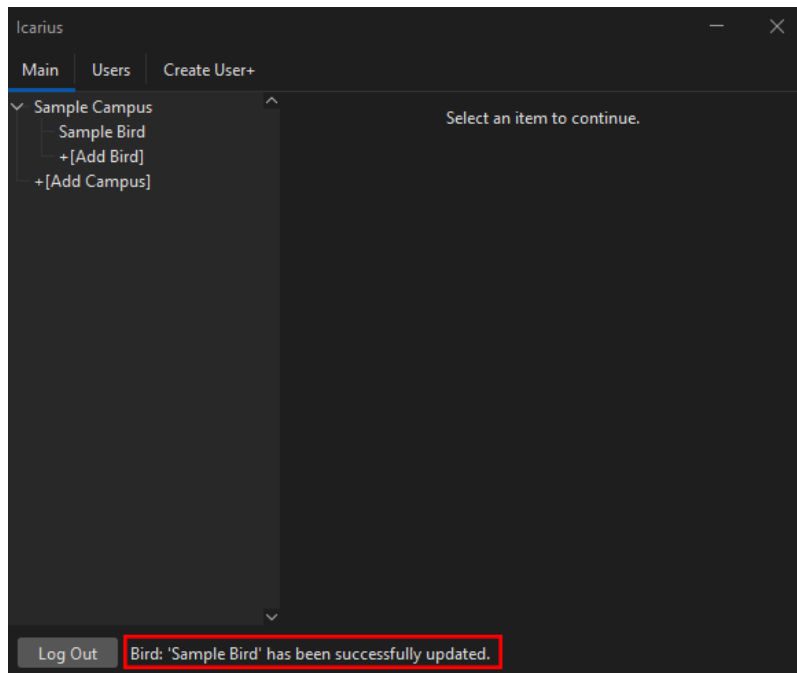 Icarius
Main Users Create User+
Sample Campus
Sample Bird
+[Add Bird]
+[Add Campus]
Select an item to continue.
Log Out Bird: 'Sample Bird' has been successfully updated.